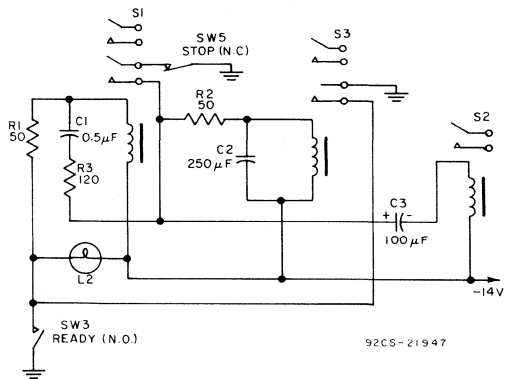 S1
SW5
STOP (N.C)
S3
R1
50
C1
0.5µF
R3
120
R2
50
C2
250µF
S2
C3
+ -
100µF
L2
-14V
SW3
READY (N.O.)
92CS-21947